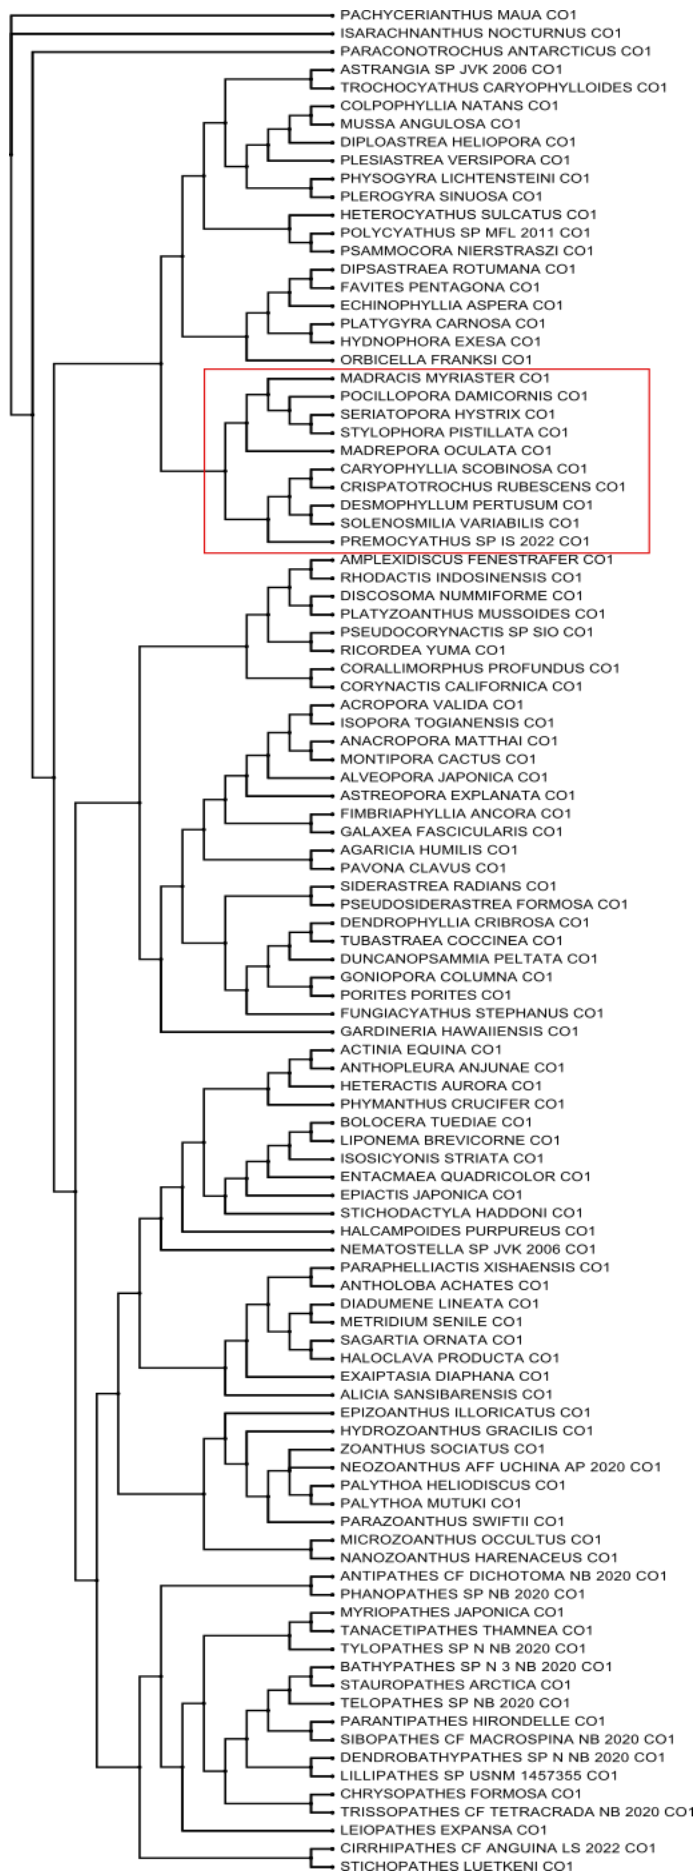 PACHYCERIANTHUS MAUA CO1
ISARACHNANTHUS NOCTURNUS CO1
PARACONOTROCHUS ANTARCTICUS CO1
ASTRANGIA SP JVK 2006 CO1
TROCHOCYATHUS CARYOPHYLLOIDES CO1
COLPOPHYLLIA NATANS CO1
MUSSA ANGULOSA CO1
DIPLOASTREA HELIOPORA CO1
PLESIASTREA VERSIPORA CO1
PHYSOGYRA LICHTENSTEINI CO1
PLEROGYRA SINUOSA CO1
HETEROCYATHUS SULCATUS CO1
POLYCYATHUS SP MFL 2011 CO1
PSAMMOCORA NIERSTRASZI CO1
DIPSASTRAEA ROTUMANA CO1
FAVITES PENTAGONA CO1
ECHINOPHYLLIA ASPERA CO1
PLATYGYRA CARNOSA CO1
HYDNOPHORA EXESA CO1
ORBICELLA FRANKSI CO1
MADRACIS MYRIASTER CO1
POCILLOPORA DAMICORNIS CO1
SERIATOPORA HYSTRIX CO1
STYLOPHORA PISTILLATA CO1
MADREPORA OCULATA CO1
CARYOPHYLLIA SCOBINOSA CO1
CRISPATOTROCHUS RUBESCENS CO1
DESMOPHYLLUM PERTUSUM CO1
SOLENOSMILIA VARIABILIS CO1
PREMOCYATHUS SP IS 2022 CO1
AMPLEXIDISCUS FENESTRAFER CO1
RHODACTIS INDOSINENSIS CO1
DISCOSOMA NUMMIFORME CO1
PLATYZOANTHUS MUSSOIDES CO1
PSEUDOCORYNACTIS SP SIO CO1
RICORDEA YUMA CO1
CORALLIMORPHUS PROFUNDUS CO1
CORYNACTIS CALIFORNICA CO1
ACROPORA VALIDA CO1
ISOPORA TOGIANENSIS CO1
ANACROPORA MATTHAI CO1
MONTIPORA CACTUS CO1
ALVEOPORA JAPONICA CO1
ASTREOPORA EXPLANATA CO1
FIMBRIAPHYLLIA ANCORA CO1
GALAXEA FASCICULARIS CO1
AGARICIA HUMILIS CO1
PAVONA CLAVUS CO1
SIDERASTREA RADIANS CO1
PSEUDOSIDERASTREA FORMOSA CO1
DENDROPHYLLIA CRIBROSA CO1
TUBASTRAEA COCCINEA CO1
DUNCANOPSAMMIA PELTATA CO1
GONIOPORA COLUMNA CO1
PORITES PORITES CO1
FUNGIACYATHUS STEPHANUS CO1
GARDINERIA HAWAIIENSIS CO1
ACTINIA EQUINA CO1
ANTHOPLEURA ANJUNAE CO1
HETERACTIS AURORA CO1
PHYMANTHUS CRUCIFER CO1
BOLOCERA TUEDIAE CO1
LIPONEMA BREVICORNE CO1
ISOSICYONIS STRIATA CO1
ENTACMAEA QUADRICOLOR CO1
EPIACTIS JAPONICA CO1
STICHODACTYLA HADDONI CO1
HALCAMPOIDES PURPUREUS CO1
NEMATOSTELLA SP JVK 2006 CO1
PARAPHELLIACTIS XISHAENSIS CO1
ANTHOLOBA ACHATES CO1
DIADUMENE LINEATA CO1
METRIDIUM SENILE CO1
SAGARTIA ORNATA CO1
HALOCLAVA PRODUCTA CO1
EXAIPTASIA DIAPHANA CO1
ALICIA SANSIBARENSIS CO1
EPIZOANTHUS ILLORICATUS CO1
HYDROZOANTHUS GRACILIS CO1
ZOANTHUS SOCIATUS CO1
NEOZOANTHUS AFF UCHINA AP 2020 CO1
PALYTHOA HELIODISCUS CO1
PALYTHOA MUTUKI CO1
PARAZOANTHUS SWIFTII CO1
MICROZOANTHUS OCCULTUS CO1
NANOZOANTHUS HARENACEUS CO1
ANTIPATHES CF DICHOTOMA NB 2020 CO1
PHANOPATHES SP NB 2020 CO1
MYRIOPATHES JAPONICA CO1
TANACETIPATHES THAMNEA CO1
TYLOPATHES SP N NB 2020 CO1
BATHYPATHES SP N 3 NB 2020 CO1
STAUROPATHES ARCTICA CO1
TELOPATHES SP NB 2020 CO1
PARANTIPATHES HIRONDELLE CO1
SIBOPATHES CF MACROSPINA NB 2020 CO1
DENDROBATHYPATHES SP N NB 2020 CO1
LILLIPATHES SP USNM 1457355 CO1
CHRYSOPATHES FORMOSA CO1
TRISSOPATHES CF TETRACRADA NB 2020 CO1
LEIOPATHES EXPANSA CO1
CIRRHIPATHES CF ANGUINA LS 2022 CO1
STICHOPATHES LUETKENI CO1